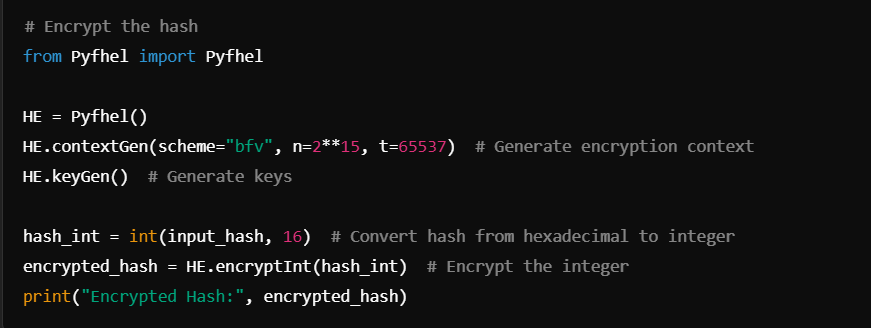 # Encrypt the hash
from Pyfhel import Pyfhel
HE = Pyfhel()
HE.contextGen(scheme="bfv", n=2**15, t=65537)  # Generate encryption context
HE.keyGen()  # Generate keys
hash_int = int(input_hash, 16)  # Convert hash from hexadecimal to integer
encrypted_hash = HE.encryptInt(hash_int)  # Encrypt the integer
print("Encrypted Hash:", encrypted_hash)